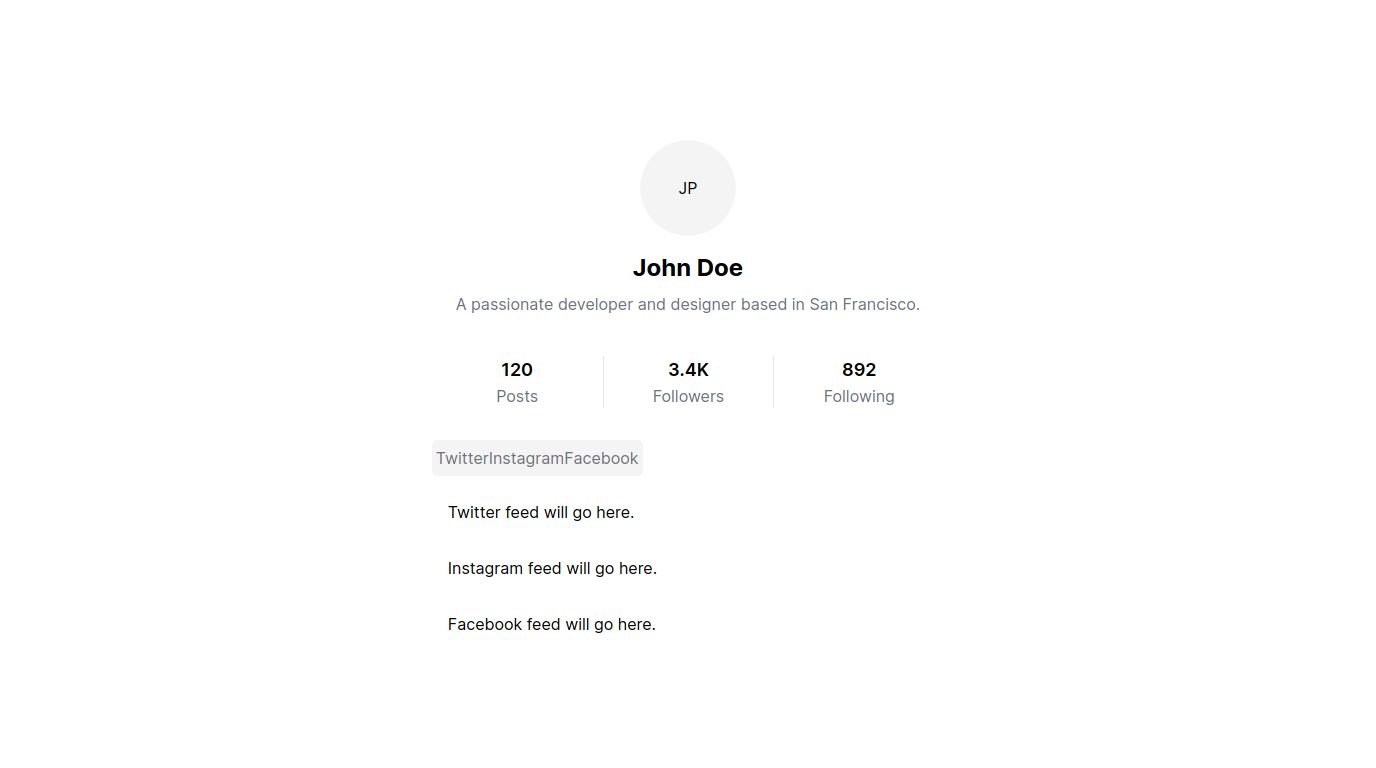 JP
John Doe
A passionate developer and designer based in San Francisco.
120 3.4K 892
Posts Followers Following
TwitterInstagramFacebook
Twitter feed will go here.
Instagram feed will go here.
Facebook feed will go here.